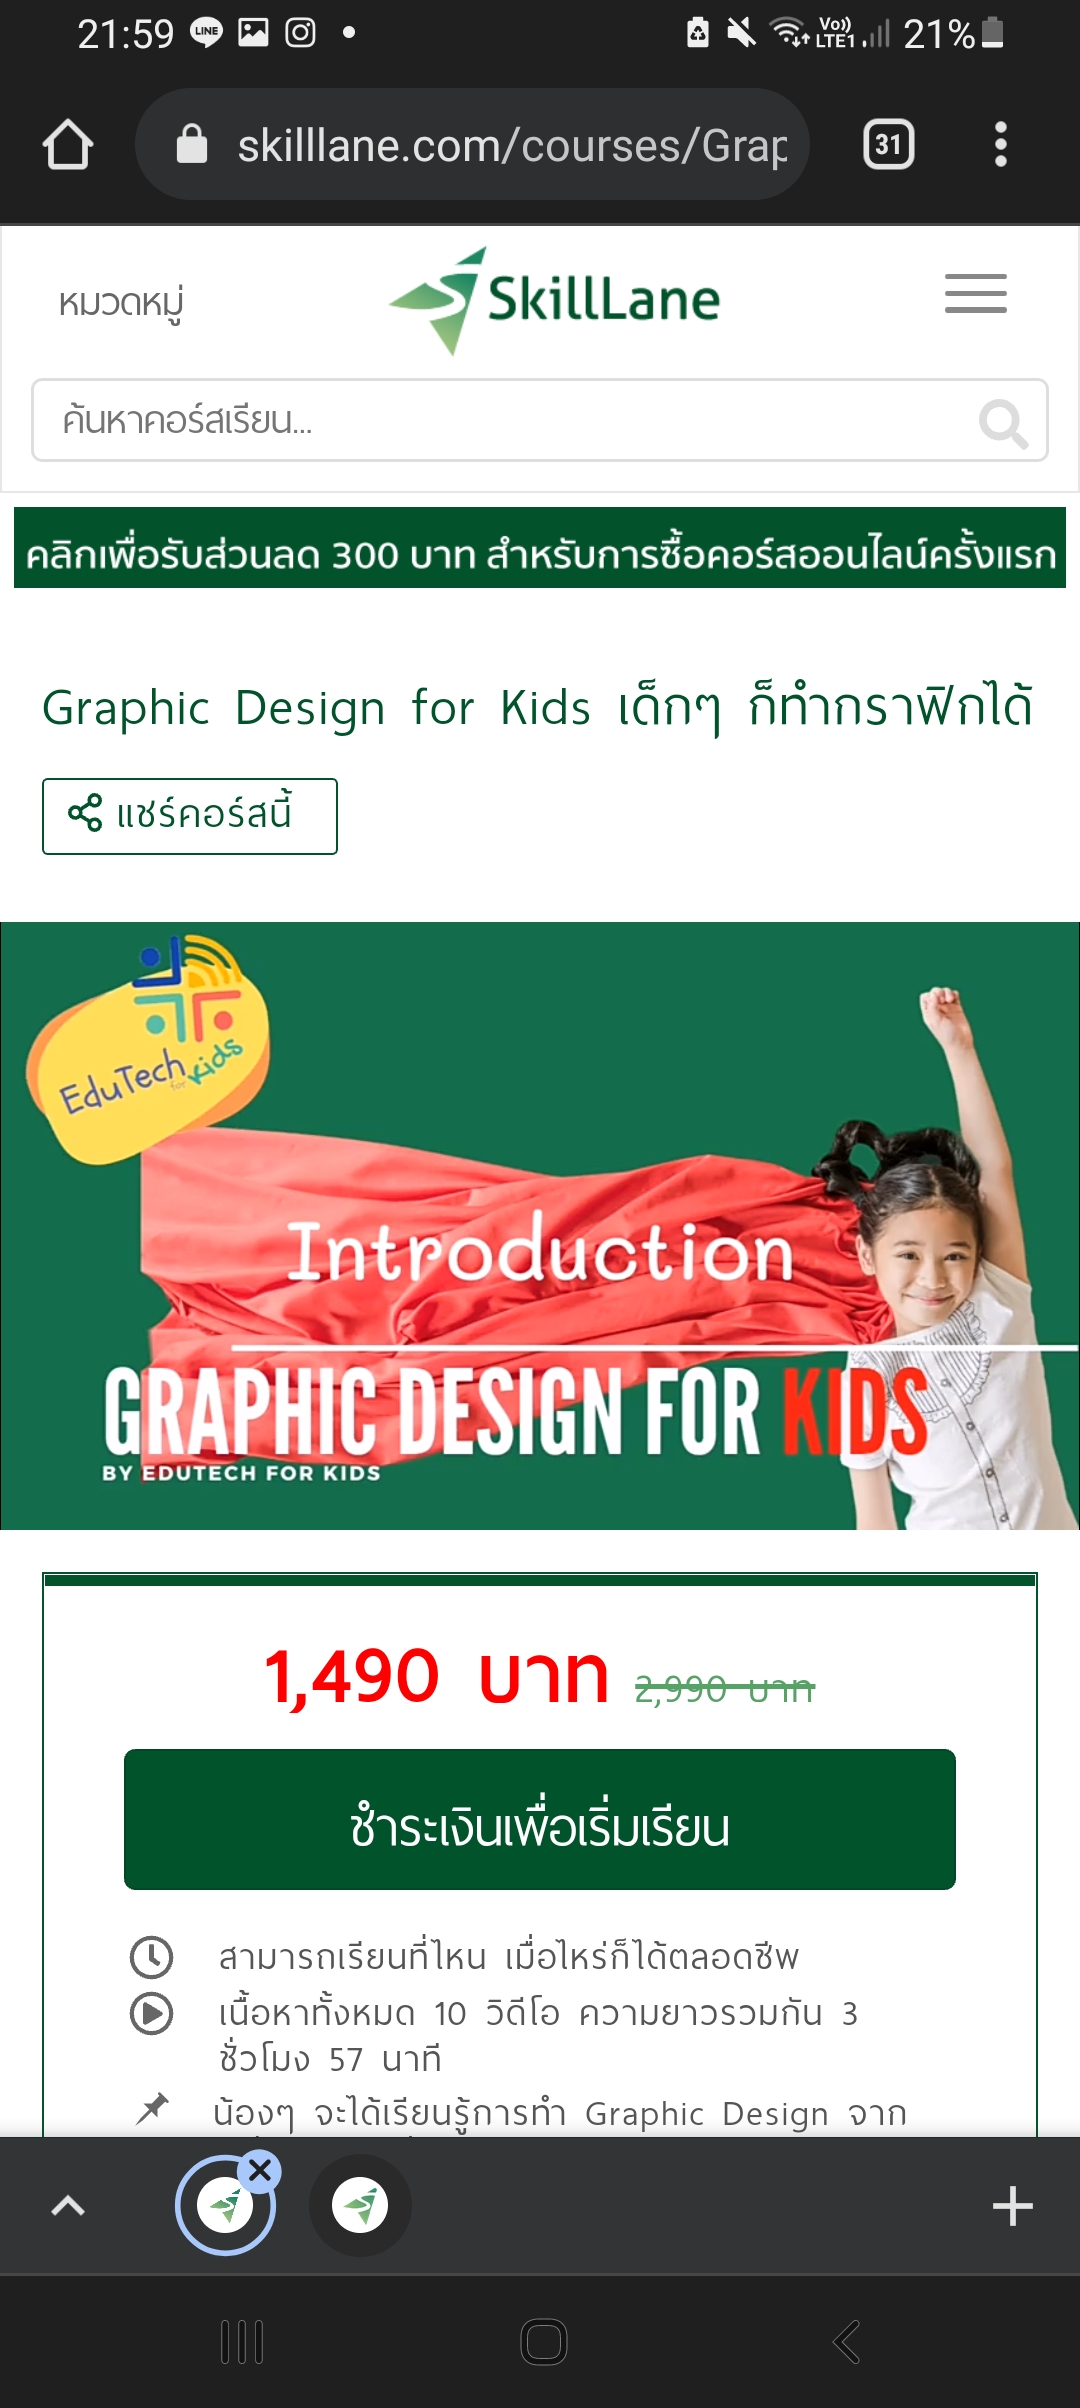 21:59 LINE Vo)) LTE1 21%
skilllane.com/courses/Grap 31
หมวดหมู่ SkillLane
ค้นหาคอร์สเรียน...
คลิกเพื่อรับส่วนลด 300 บาท สำหรับการซื้อคอร์สออนไลน์ครั้งแรก
Graphic Design for Kids เด็กๆ ก็ทำกราฟิกได้
แชร์คอร์สนี้
EduTech for Kids
Introduction
GRAPHIC DESIGN FOR KIDS
BY EDUTECH FOR KIDS
1,490 บาท 2,990 บาท
ชำระเงินเพื่อเริ่มเรียน
สามารถเรียนที่ไหน เมื่อไหร่ก็ได้ตลอดชีพ
เนื้อหาทั้งหมด 10 วิดีโอ ความยาวรวมกัน 3
ชั่วโมง 57 นาที
น้องๆ จะได้เรียนรู้การทำ Graphic Design จาก